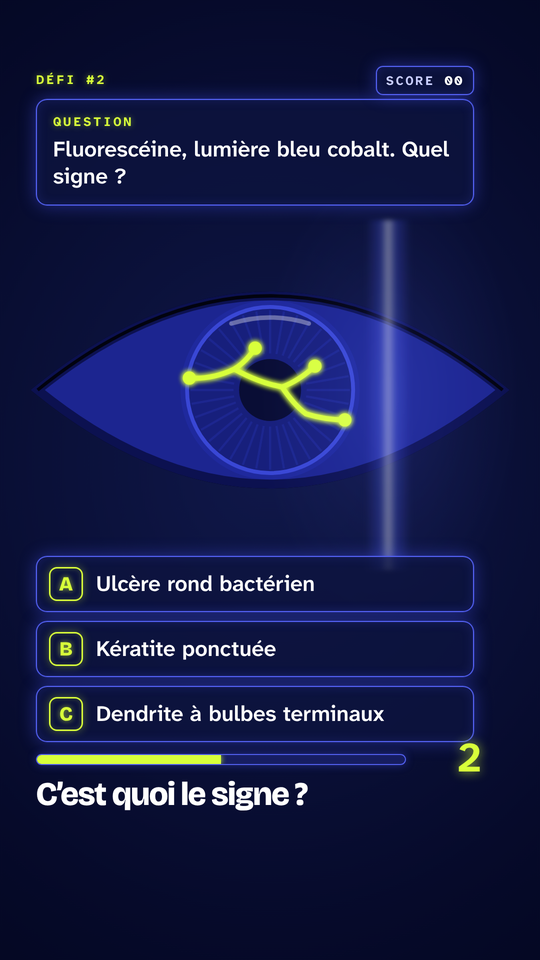 DÉFI #2
SCORE 00
QUESTION
Fluorescéine, lumière bleu cobalt. Quel
signe ?
A Ulcère rond bactérien
B Kératite ponctuée
C Dendrite à bulbes terminaux
2
C'est quoi le signe ?